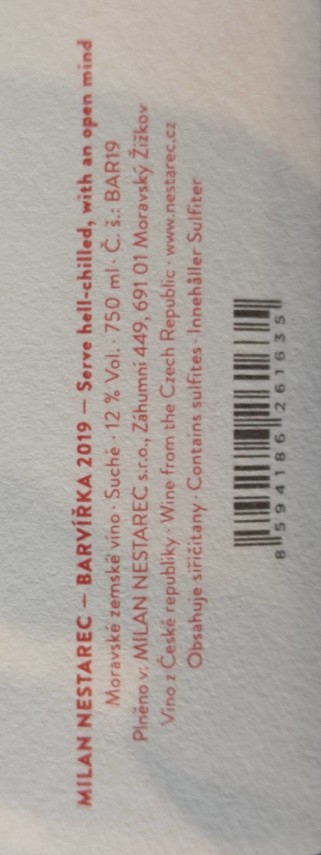 MILAN NESTAREC – BARVÍŘKA 2019 – Serve hell-chilled, with an open mind
Moravské zemské víno · Suché · 12 % Vol. · 750 ml · Č. š.: BAR19
Plněno v: MILAN NESTAREC s.r.o., Záhumní 449, 691 01 Moravský Žižkov
Víno z České republiky · Wine from the Czech Republic · www.nestarec.cz
Obsahuje siřičitany · Contains sulfites · Innehåller Sulfiter
8 594186 261635